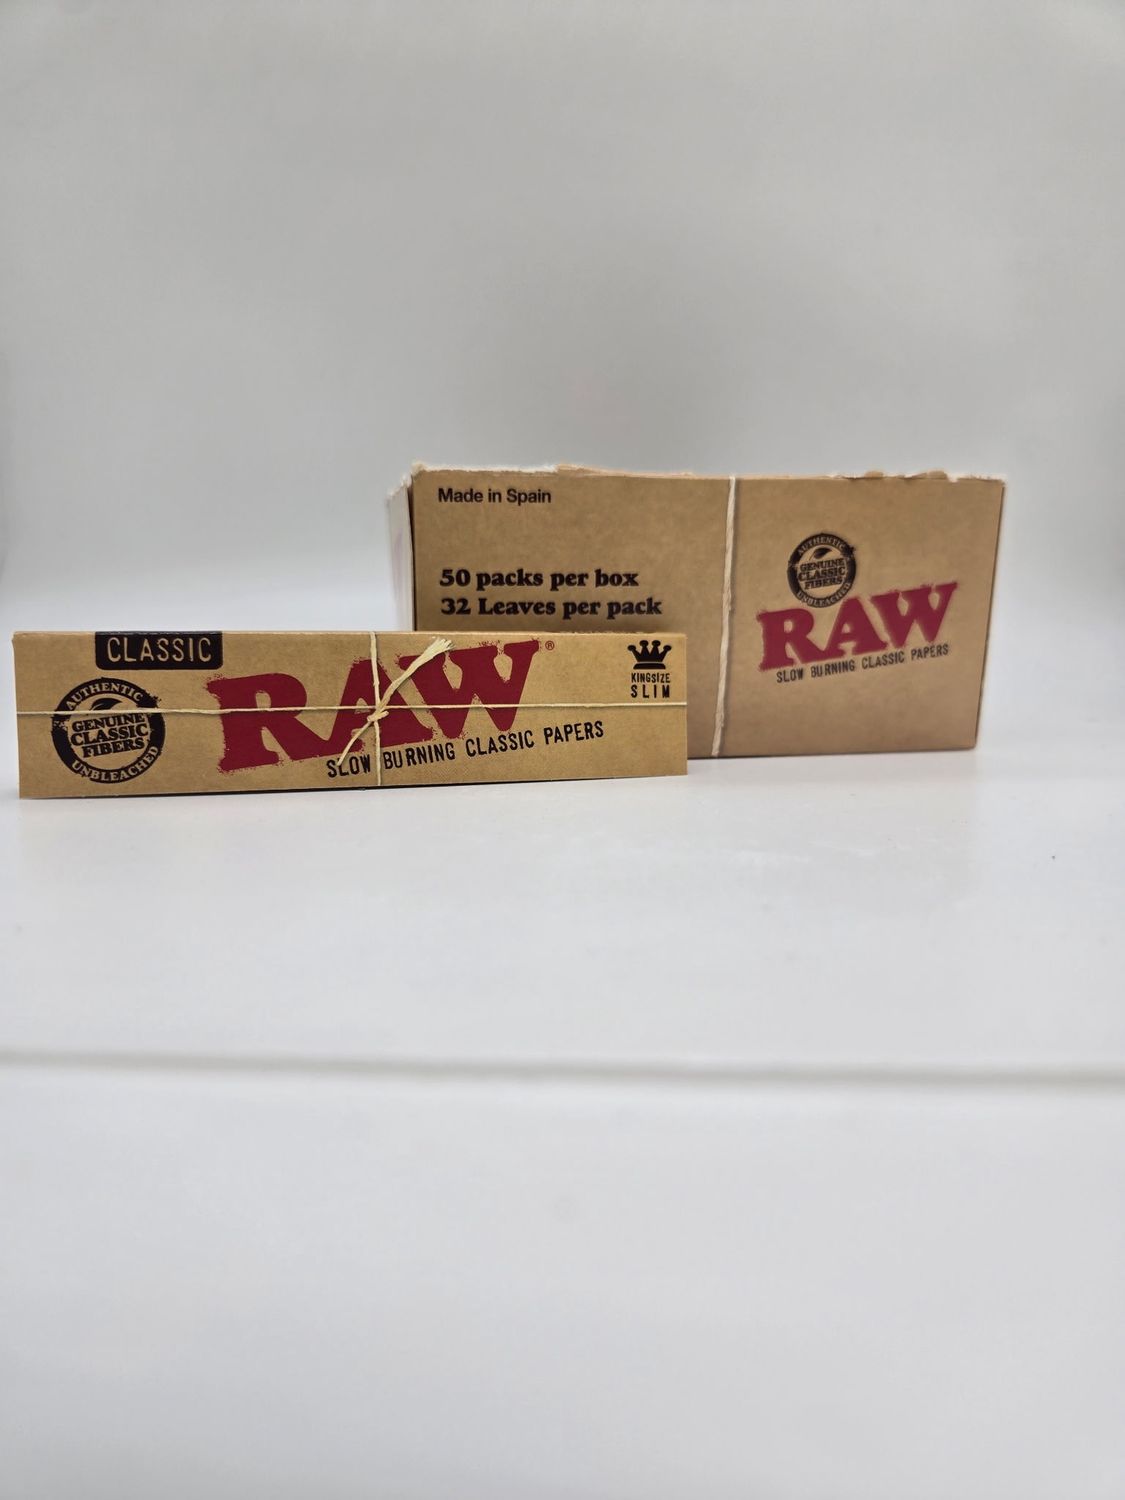 Made in Spain
50 packs per box
32 Leaves per pack
AUTHENTIC
GENUINE
CLASSIC
FIBERS
UNBLEACHED
RAW
SLOW BURNING CLASSIC PAPERS
CLASSIC
AUTHENTIC
GENUINE
CLASSIC
FIBERS
UNBLEACHED
RAW®
SLOW BURNING CLASSIC PAPERS
KINGSIZE
SLIM